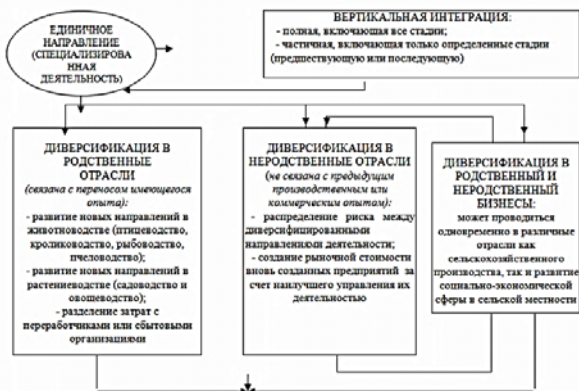 ЕДИНИЧНОЕ
НАПРАВЛЕНИЕ
(СПЕЦИАЛИЗИРОВА
ННАЯ
ДЕЯТЕЛЬНОСТЬ)
ВЕРТИКАЛЬНАЯ ИНТЕГРАЦИЯ:
- полная, включающая все стадии;
- частичная, включающая только определенные стадии
(предшествующую или последующую)
ДИВЕРСИФИКАЦИЯ В
РОДСТВЕННЫЕ
ОТРАСЛИ
(связана с переносом имеющегося
опыта):
- развитие новых направлений в
животноводстве (птицеводство,
кролиководство, рыбоводство,
пчеловодство);
- развитие новых направлений в
растениеводстве (садоводство и
овощеводство);
- разделение затрат с
переработчиками или сбытовыми
организациями
ДИВЕРСИФИКАЦИЯ В
НЕРОДСТВЕННЫЕ ОТРАСЛИ
(не связана с предыдущим
производственным или
коммерческим опытом):
- распределение риска между
диверсифицированными
направлениями деятельности;
- создание рыночной стоимости
вновь созданных предприятий за
счет наилучшего управления их
деятельностью
ДИВЕРСИФИКАЦИЯ В
РОДСТВЕННЫЙ И
НЕРОДСТВЕННЫЙ
БИЗНЕСЫ:
может проводиться
одновременно в различные
отрасли как
сельскохозяйственного
производства, так и развитие
социально-экономической
сферы в сельской местности